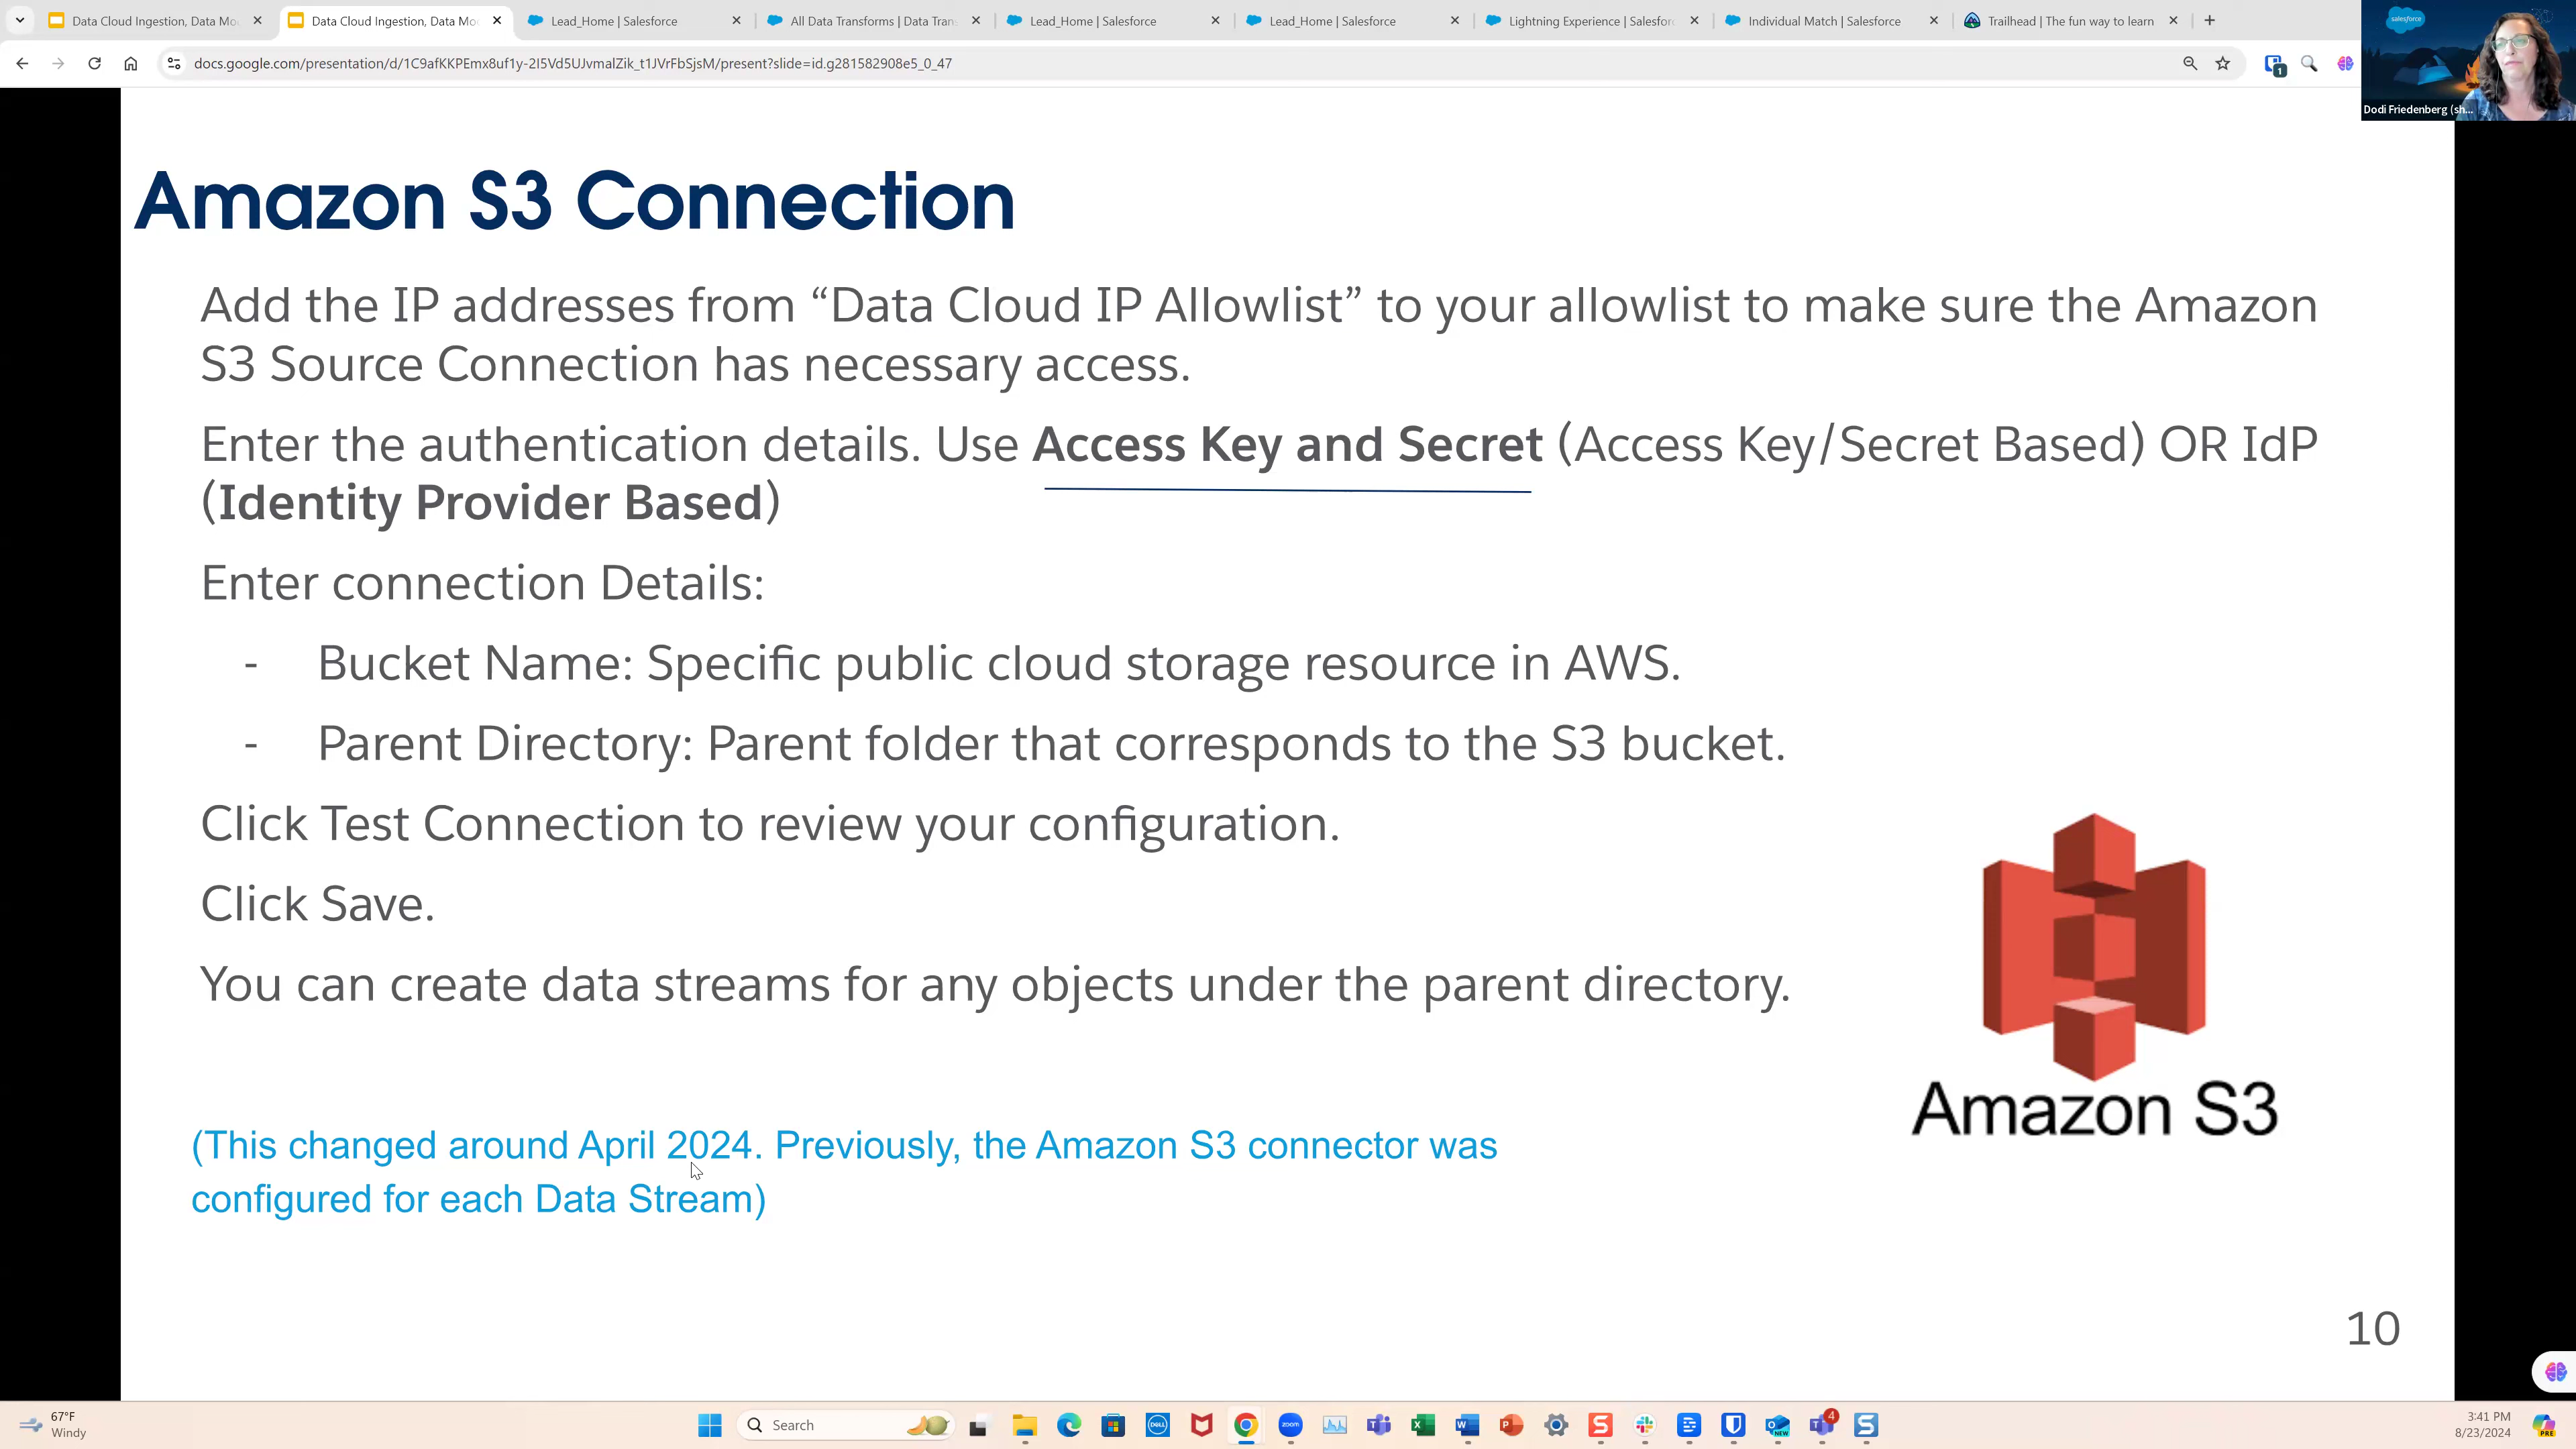 Data Cloud Ingestion, Data Mo
Data Cloud Ingestion, Data Mo
Lead_Home | Salesforce
All Data Transforms | Data Tran
Lead_Home | Salesforce
Lead_Home | Salesforce
Lightning Experience | Salesfor
Individual Match | Salesforce
Trailhead | The fun way to learn
docs.google.com/presentation/d/1C9afKKPEmx8uf1y-2I5Vd5UJvmalZik_t1JVrFbSjsM/present?slide=id.g281582908e5_0_47
1
salesforce
Dodi Friedenberg (sh...
Amazon S3 Connection
Add the IP addresses from “Data Cloud IP Allowlist” to your allowlist to make sure the Amazon
S3 Source Connection has necessary access.
Enter the authentication details. Use Access Key and Secret (Access Key/Secret Based) OR IdP
(Identity Provider Based)
Enter connection Details:
- Bucket Name: Specific public cloud storage resource in AWS.
- Parent Directory: Parent folder that corresponds to the S3 bucket.
Click Test Connection to review your configuration.
Click Save.
You can create data streams for any objects under the parent directory.
Amazon S3
(This changed around April 2024. Previously, the Amazon S3 connector was
configured for each Data Stream)
10
67°F
Windy
Search
DELL
zoom
W
P
S
NEW
4
S
3:41 PM
8/23/2024
PRE